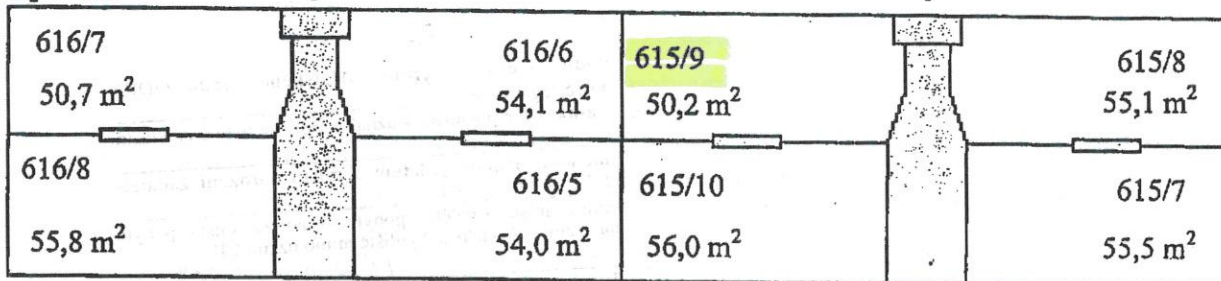 616/7
50,7 m²
616/6
54,1 m²
615/9
50,2 m²
615/8
55,1 m²
616/8
55,8 m²
616/5
54,0 m²
615/10
56,0 m²
615/7
55,5 m²